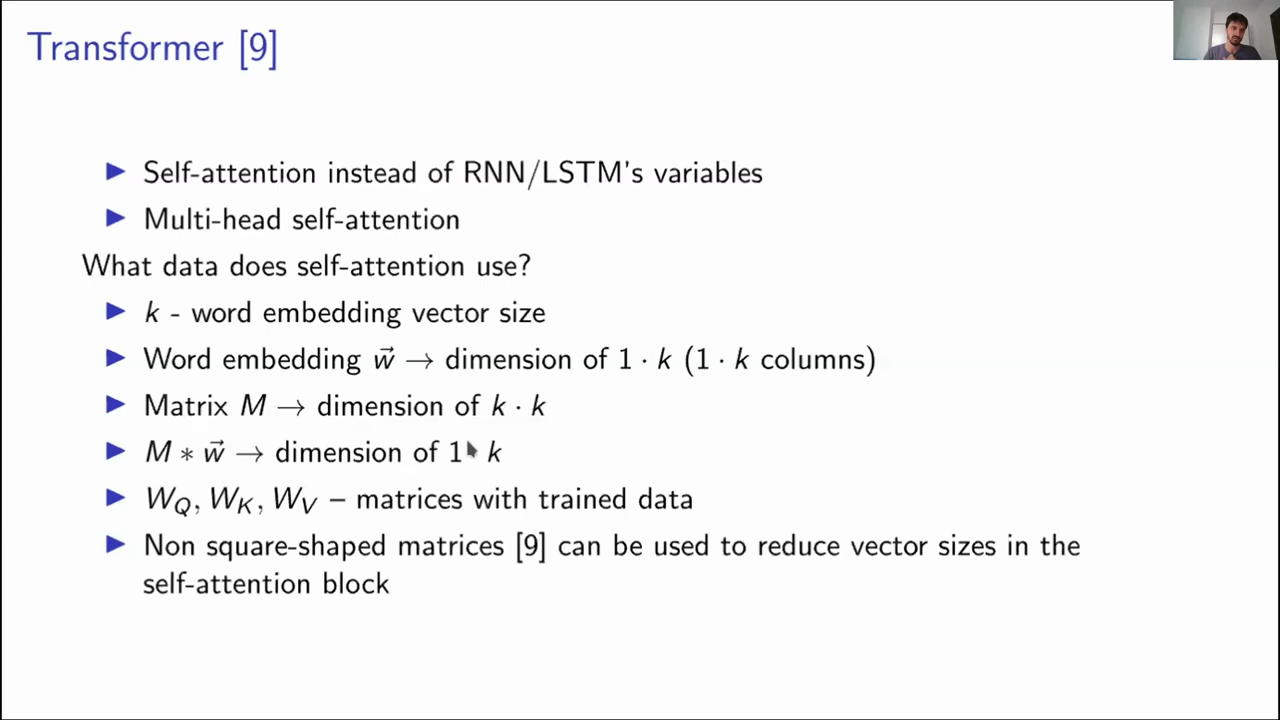 Transformer [9]
▶ Self-attention instead of RNN/LSTM's variables
▶ Multi-head self-attention
What data does self-attention use?
▶ k - word embedding vector size
▶ Word embedding w⃗ → dimension of 1 · k (1 · k columns)
▶ Matrix M → dimension of k · k
▶ M ∗ w⃗ → dimension of 1 k
▶ W_Q, W_K, W_V – matrices with trained data
▶ Non square-shaped matrices [9] can be used to reduce vector sizes in the
self-attention block